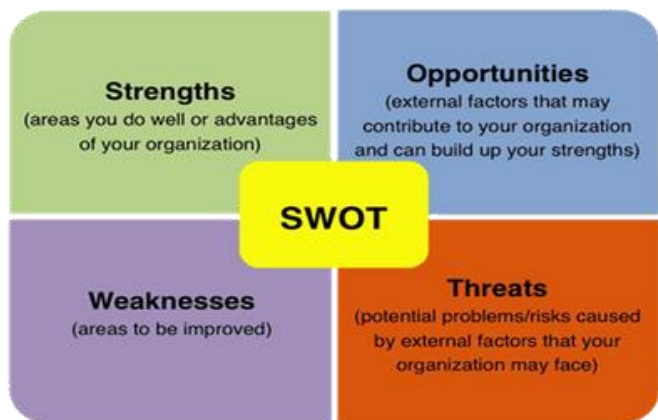 Strengths
(areas you do well or advantages
of your organization)
Opportunities
(external factors that may
contribute to your organization
and can build up your strengths)
SWOT
Weaknesses
(areas to be improved)
Threats
(potential problems/risks caused
by external factors that your
organization may face)